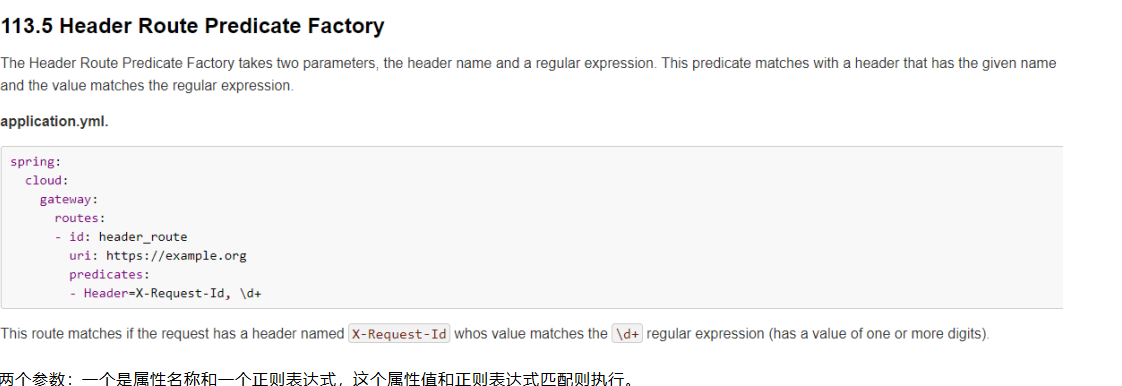 113.5 Header Route Predicate Factory
The Header Route Predicate Factory takes two parameters, the header name and a regular expression. This predicate matches with a header that has the given name
and the value matches the regular expression.
application.yml.
spring:
  cloud:
    gateway:
      routes:
      - id: header_route
        uri: https://example.org
        predicates:
        - Header=X-Request-Id, \d+
This route matches if the request has a header named X-Request-Id whos value matches the \d+ regular expression (has a value of one or more digits).
两个参数：一个是属性名称和一个正则表达式，这个属性值和正则表达式匹配则执行。